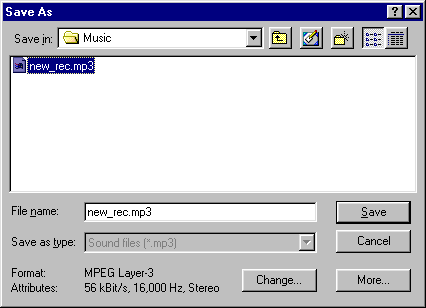 Save As
Save in: Music
new_rec.mp3
File name: new_rec.mp3 Save
Save as type: Sound files (*.mp3) Cancel
Format: MPEG Layer-3 Change... More...
Attributes: 56 kBit/s, 16,000 Hz, Stereo